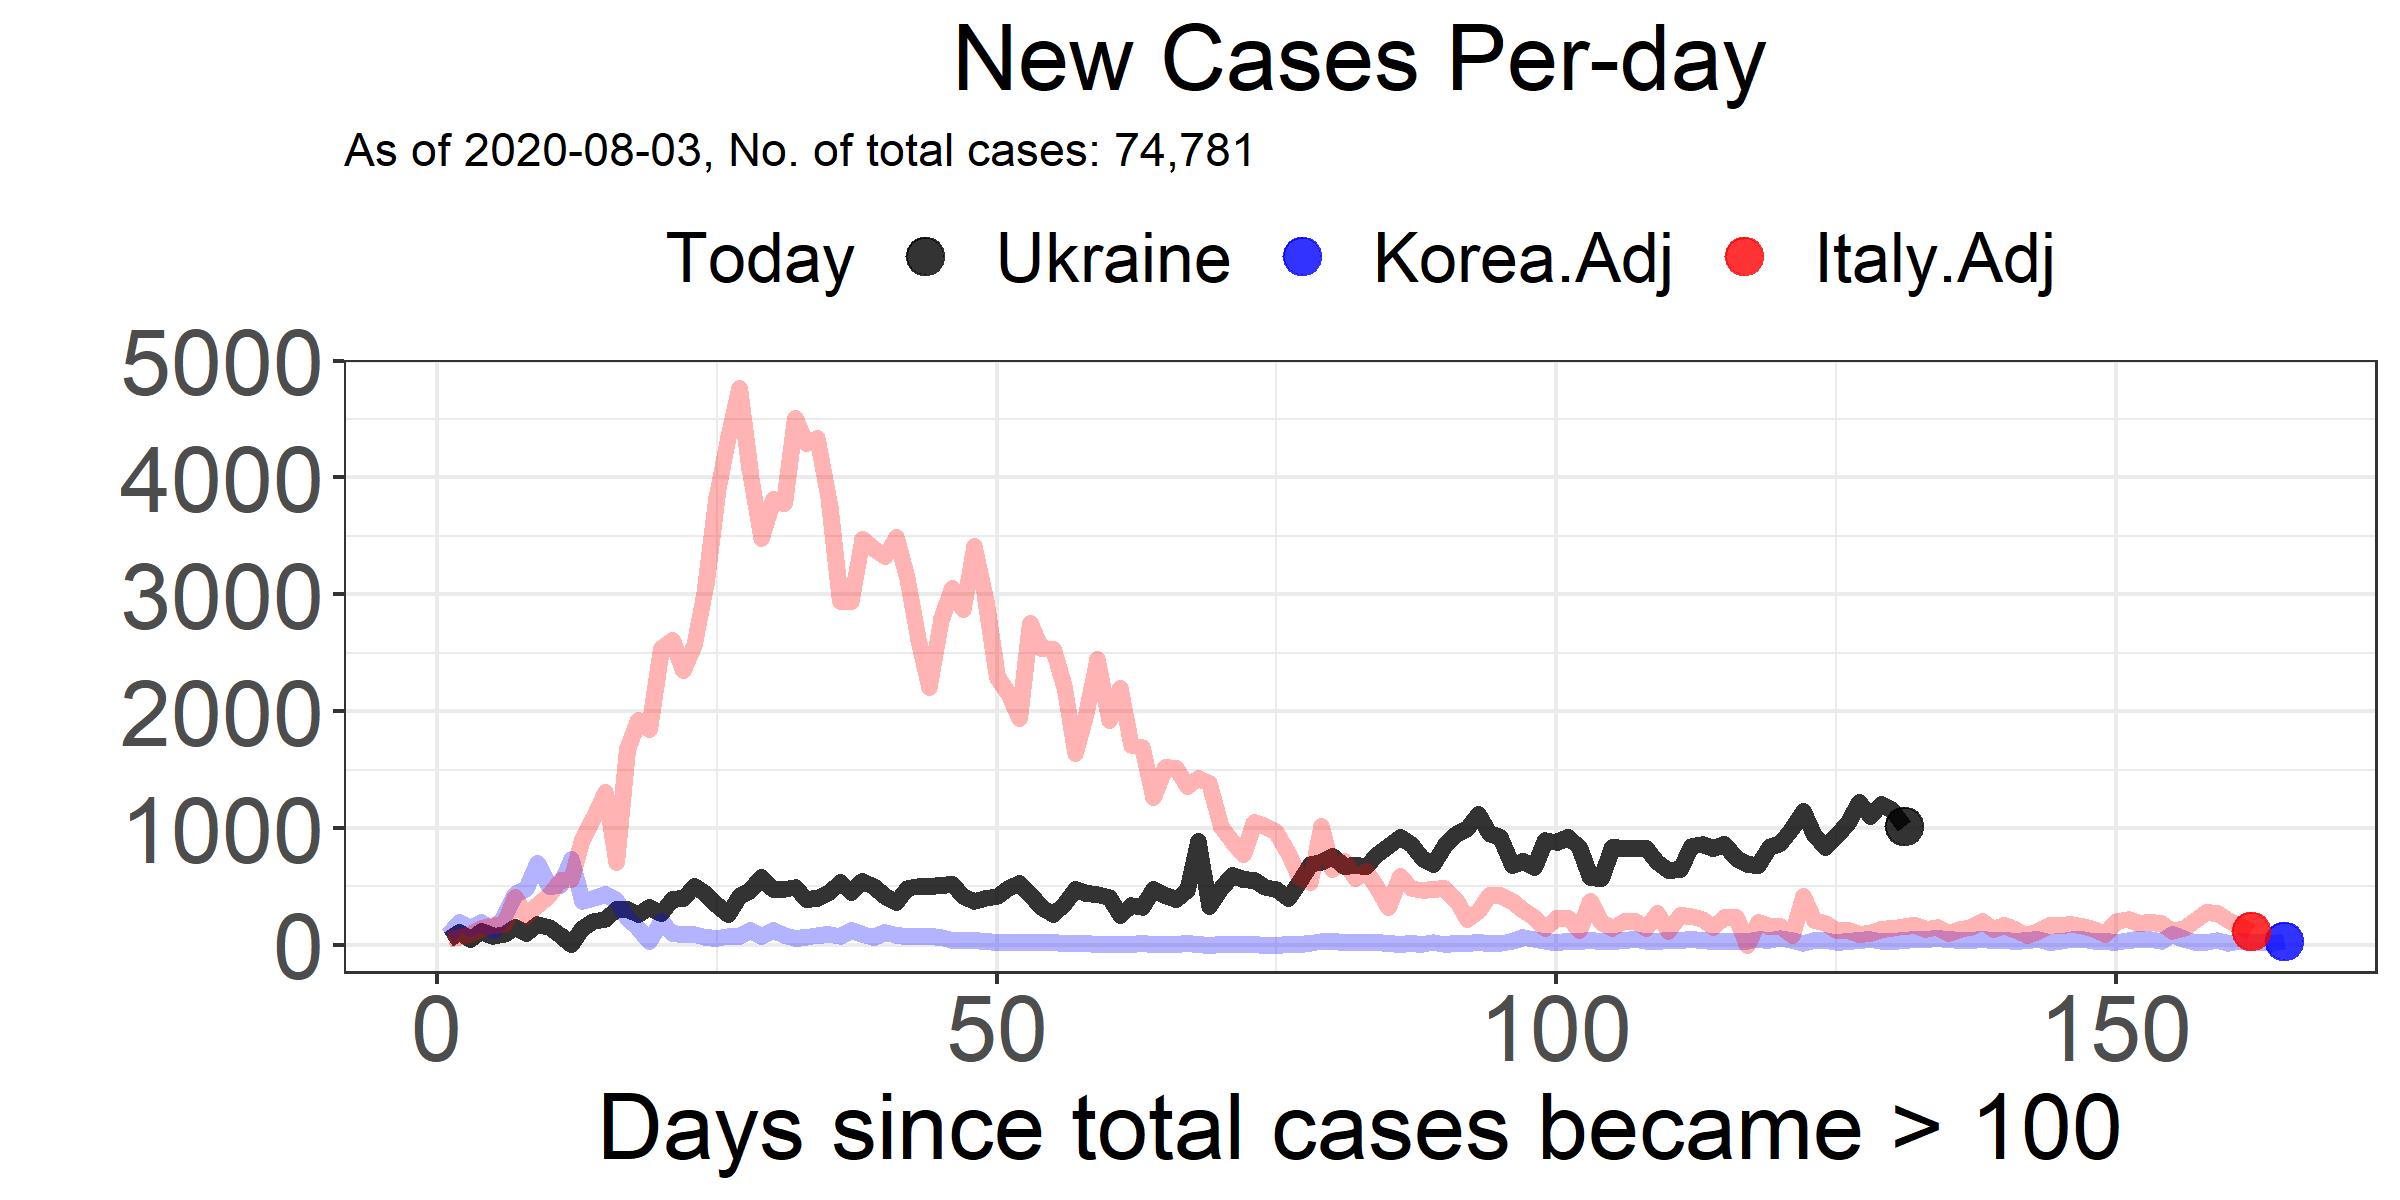 New Cases Per-day
As of 2020-08-03, No. of total cases: 74,781
Today Ukraine Korea.Adj Italy.Adj
5000
4000
3000
2000
1000
0
0 50 100 150
Days since total cases became > 100